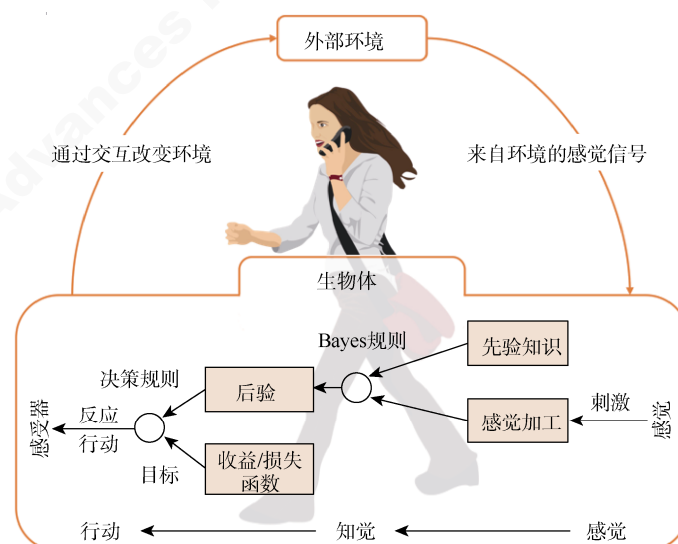 外部环境
通过交互改变环境
来自环境的感觉信号
生物体
Bayes规则
先验知识
决策规则
后验
感受器
反应
行动
目标
收益/损失
函数
感觉加工
刺激
感觉
行动
知觉
感觉
Advances